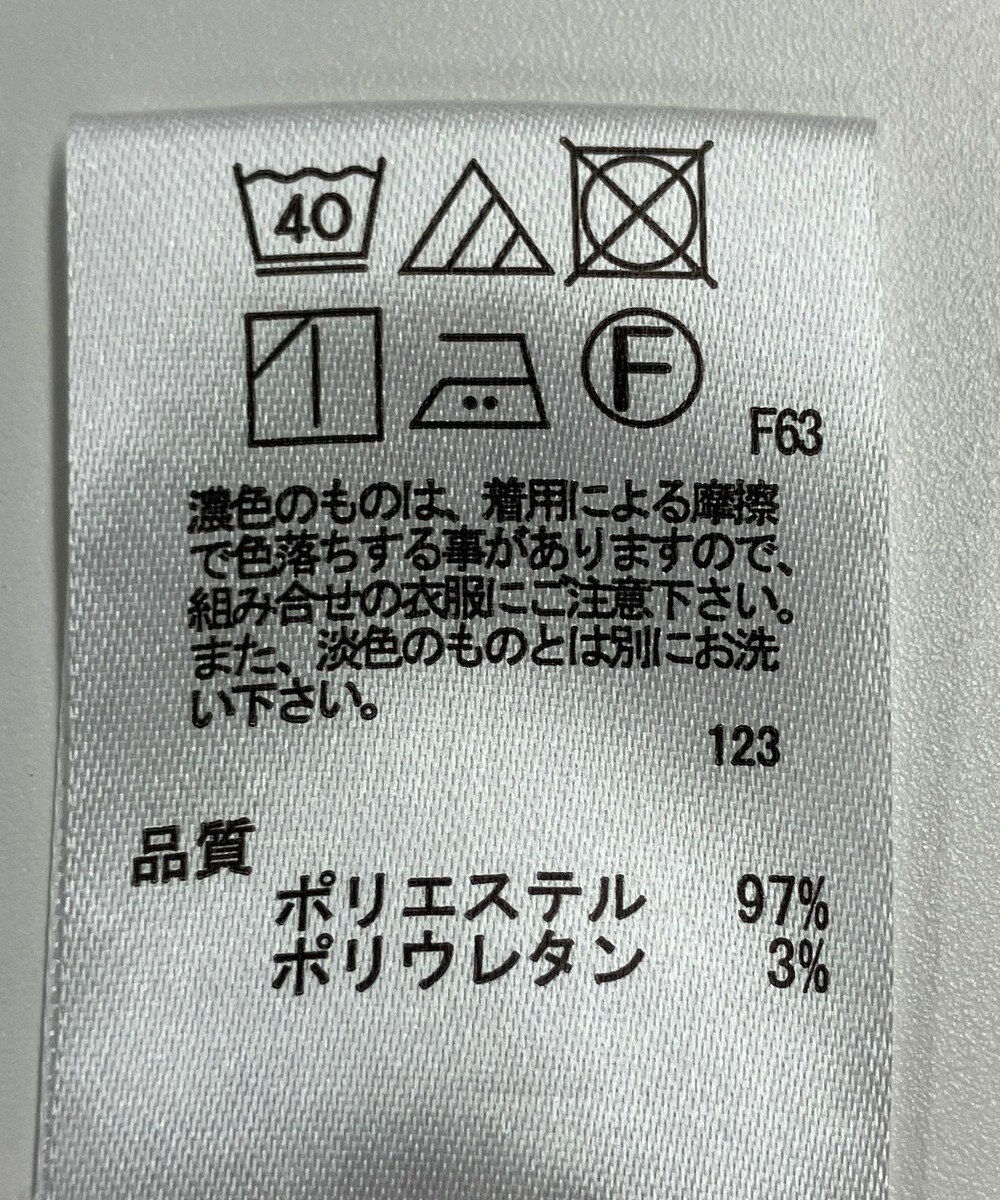 40
F
F63
濃色のものは、着用による摩擦
で色落ちする事がありますので、
組み合せの衣服にご注意下さい。
また、淡色のものとは別にお洗
い下さい。
123
品質
ポリエステル 97%
ポリウレタン 3%